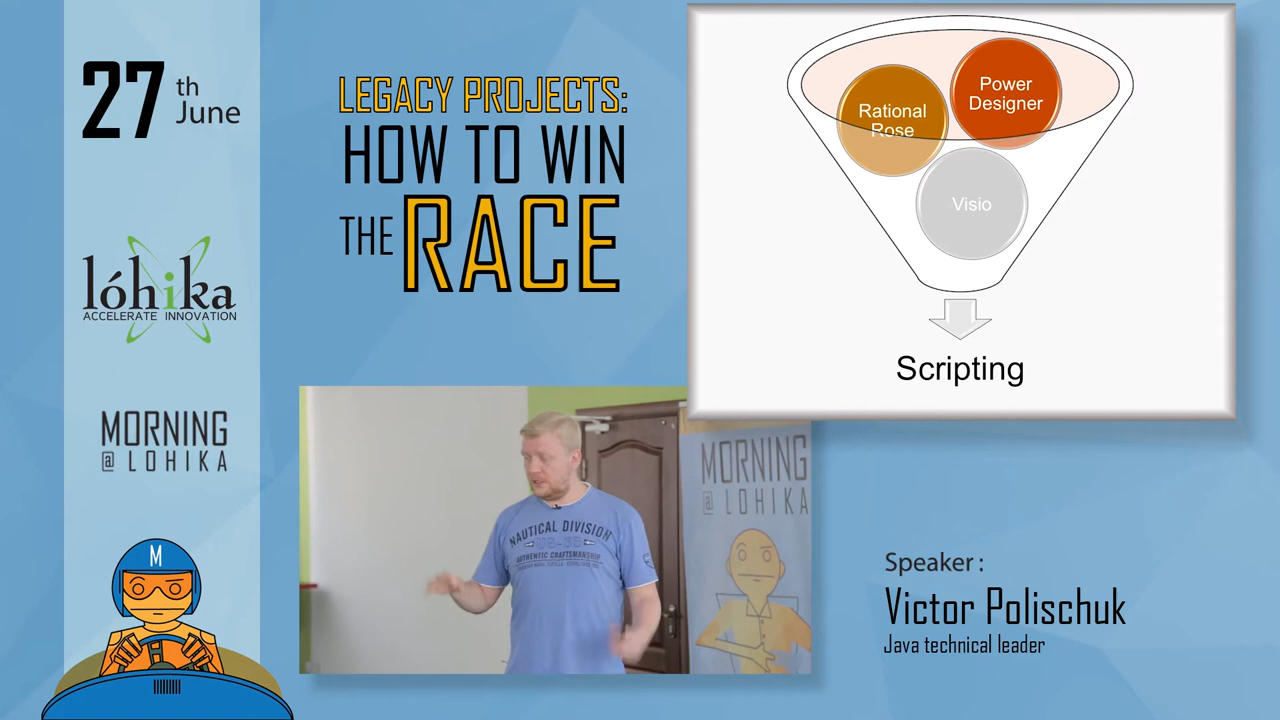 27
th
June
lóhika
ACCELERATE INNOVATION
MORNING
@ LOHIKA
M
LEGACY PROJECTS:
HOW TO WIN
THE RACE
Rational
Rose
Power
Designer
Visio
Scripting
NAUTICAL DIVISION
AUTHENTIC CRAFTSMANSHIP
MORNING
@ LOHIKA
Speaker :
Victor Polischuk
Java technical leader